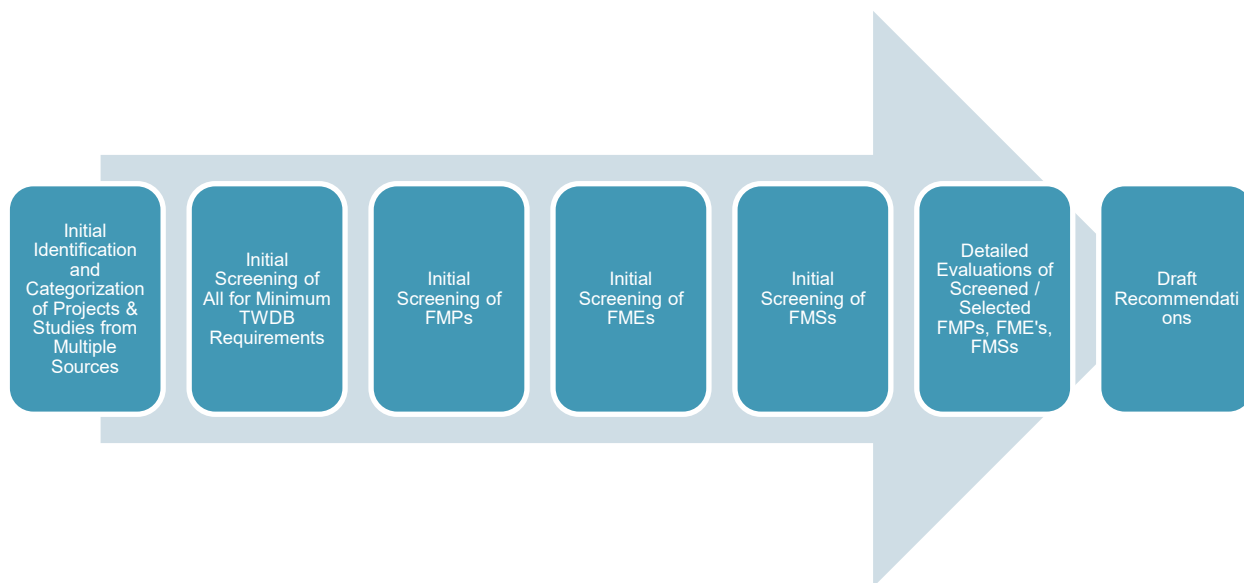 Initial
Identification
and
Categorization
of Projects &
Studies from
Multiple
Sources
Initial
Screening of
All for Minimum
TWDB
Requirements
Initial
Screening of
FMPs
Initial
Screening of
FMEs
Initial
Screening of
FMSs
Detailed
Evaluations of
Screened /
Selected
FMPs, FME's,
FMSs
Draft
Recommendati
ons